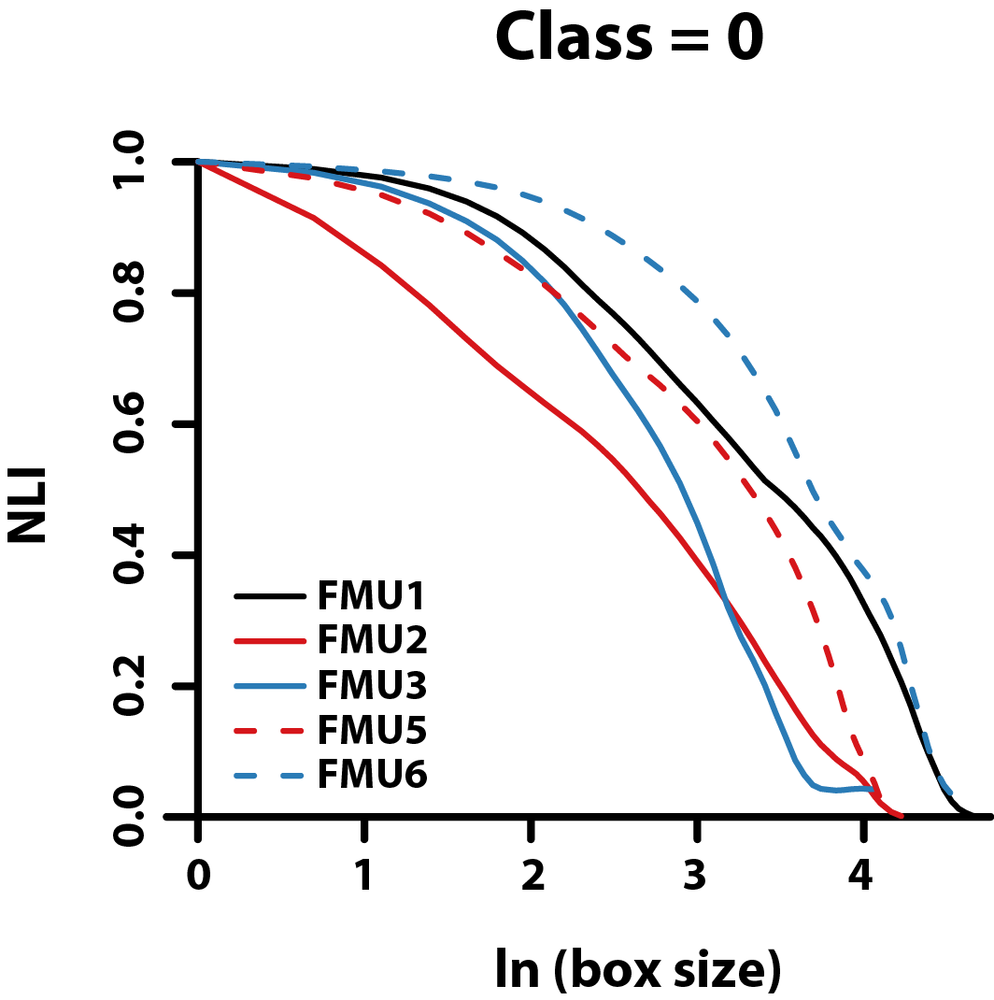 Class = 0
NLI
1.0
0.8
0.6
0.4
0.2
0.0
FMU1
FMU2
FMU3
FMU5
FMU6
0 1 2 3 4
ln (box size)